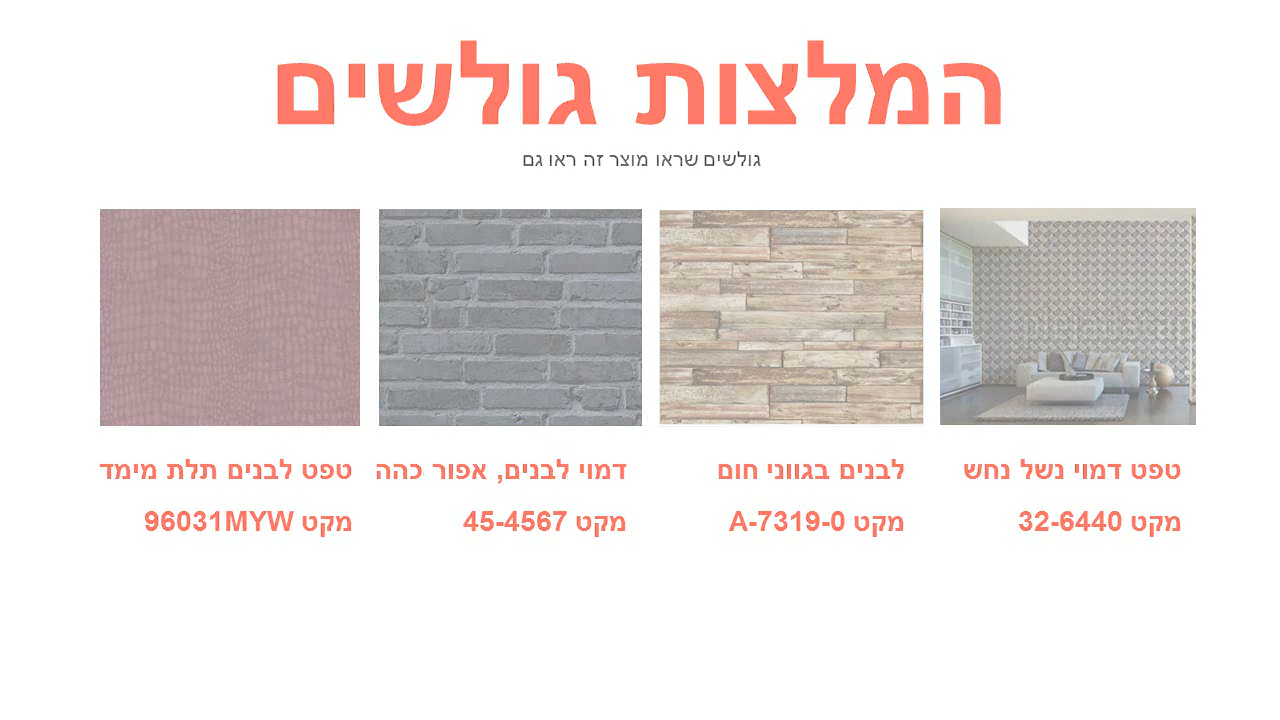 המלצות גולשים
גולשים שראו מוצר זה ראו גם
טפט דמוי נשל נחש
מקט 32-6440
לבנים בגווני חום
מקט A-7319-0
דמוי לבנים, אפור כהה
מקט 45-4567
טפט לבנים תלת מימד
מקט 96031MYW